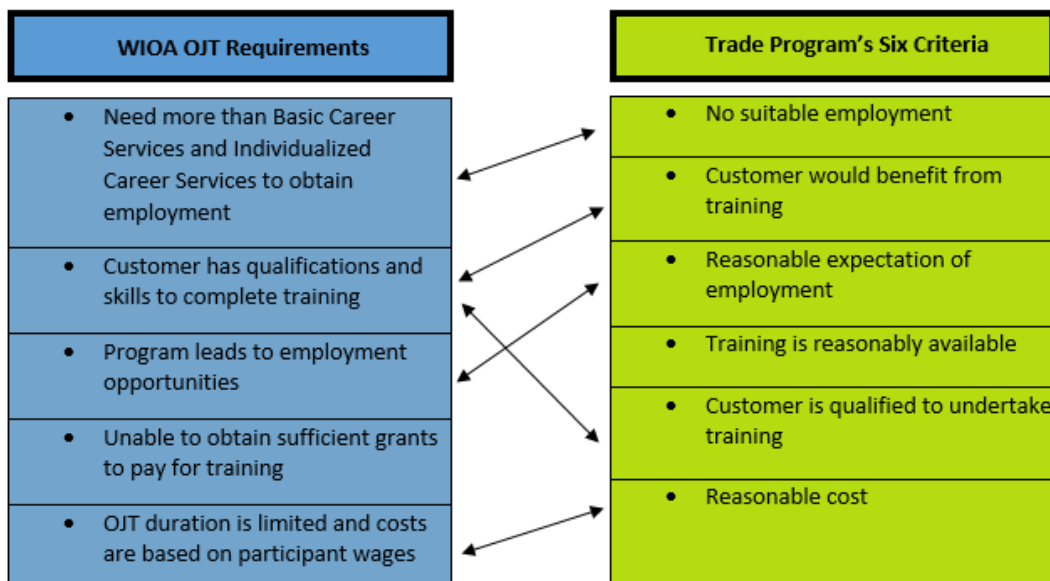 WIOA OJT Requirements
• Need more than Basic Career
Services and Individualized
Career Services to obtain
employment
• Customer has qualifications and
skills to complete training
• Program leads to employment
opportunities
• Unable to obtain sufficient grants
to pay for training
• OJT duration is limited and costs
are based on participant wages
Trade Program's Six Criteria
• No suitable employment
• Customer would benefit from
training
• Reasonable expectation of
employment
• Training is reasonably available
• Customer is qualified to undertake
training
• Reasonable cost